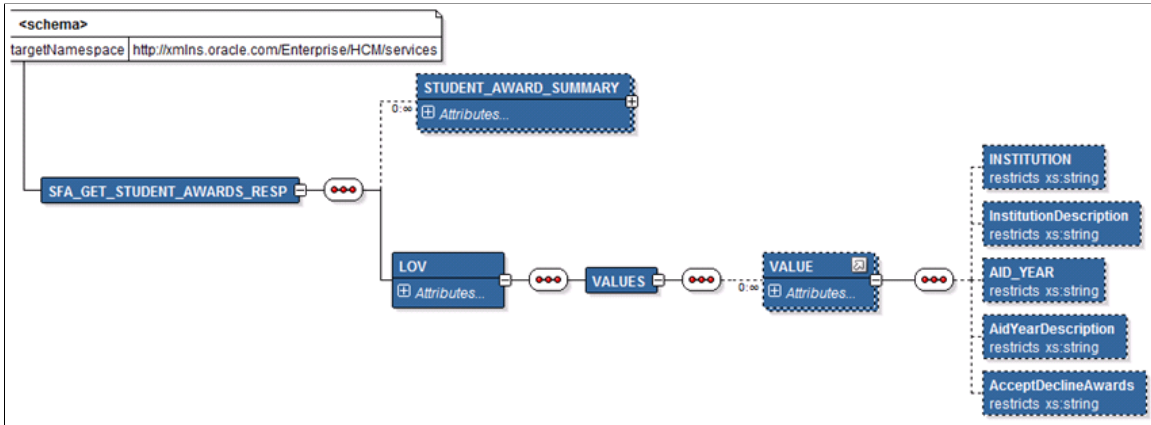 <schema>
targetNamespace http://xmlns.oracle.com/Enterprise/HCM/services
STUDENT_AWARD_SUMMARY
0:∞
Attributes...
SFA_GET_STUDENT_AWARDS_RESP
LOV
Attributes...
VALUES
0:∞
VALUE
Attributes...
INSTITUTION
restricts xs:string
InstitutionDescription
restricts xs:string
AID_YEAR
restricts xs:string
AidYearDescription
restricts xs:string
AcceptDeclineAwards
restricts xs:string